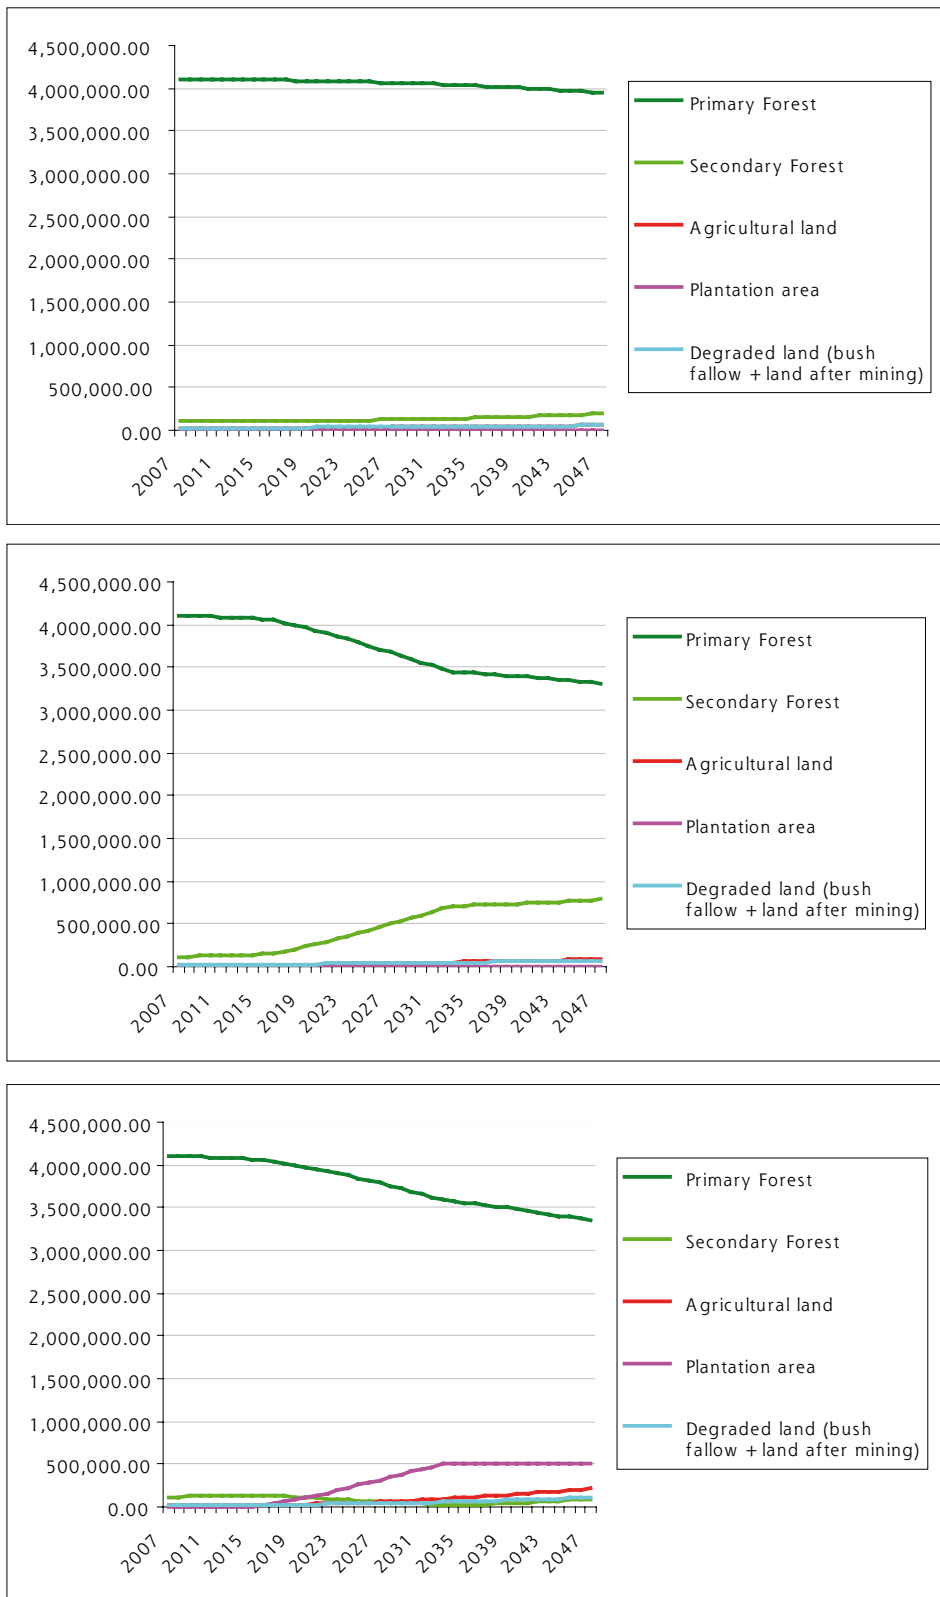 4,500,000.00
4,000,000.00
3,500,000.00
3,000,000.00
2,500,000.00
2,000,000.00
1,500,000.00
1,000,000.00
500,000.00
0.00
2007 2011 2015 2019 2023 2027 2031 2035 2039 2043 2047
Primary Forest
Secondary Forest
Agricultural land
Plantation area
Degraded land (bush
fallow + land after mining)
4,500,000.00
4,000,000.00
3,500,000.00
3,000,000.00
2,500,000.00
2,000,000.00
1,500,000.00
1,000,000.00
500,000.00
0.00
2007 2011 2015 2019 2023 2027 2031 2035 2039 2043 2047
Primary Forest
Secondary Forest
Agricultural land
Plantation area
Degraded land (bush
fallow + land after mining)
4,500,000.00
4,000,000.00
3,500,000.00
3,000,000.00
2,500,000.00
2,000,000.00
1,500,000.00
1,000,000.00
500,000.00
0.00
2007 2011 2015 2019 2023 2027 2031 2035 2039 2043 2047
Primary Forest
Secondary Forest
Agricultural land
Plantation area
Degraded land (bush
fallow + land after mining)